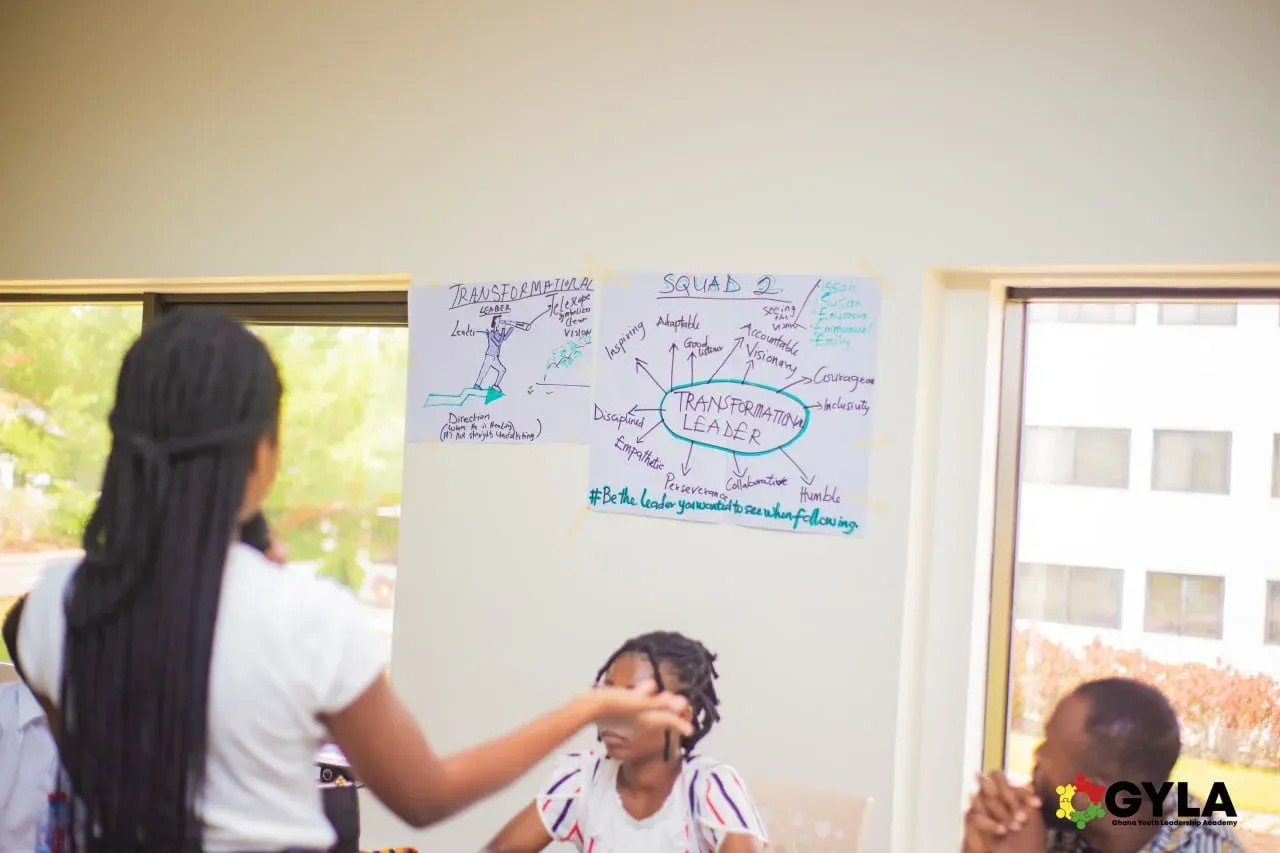 TRANSFORMATIONAL
LEADER
Leader
clear
VISION
Direction
SQUAD 2
seeing
the
vision
Issah
Susan
Emmanuel
Emily
Inspiring
Adaptable
Good
listener
Accountable
Visionary
Courageous
Inclusivity
TRANSFORMATIONAL
LEADER
Disciplined
Empathetic
Perseverance
Collaborative
Humble
#Be the leader you wanted to see when following
GYLA
Ghana Youth Leadership Academy